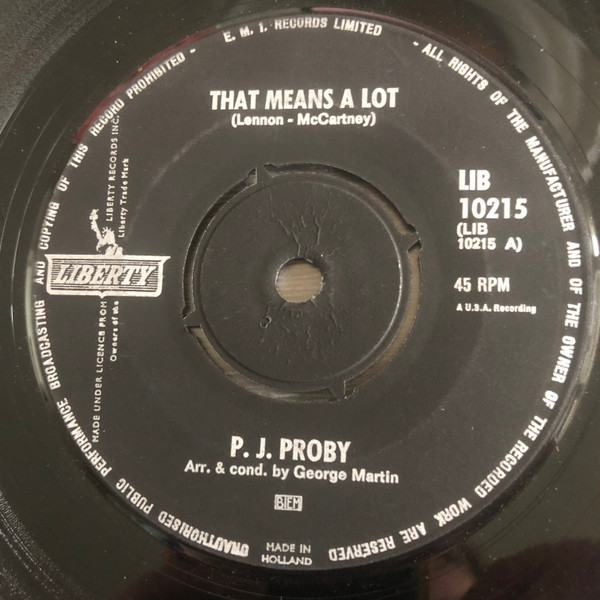 E. M. I. RECORDS LIMITED - ALL RIGHTS OF THE MANUFACTURER AND OF THE OWNER OF THE RECORDED WORK ARE RESERVED
UNAUTHORISED PUBLIC PERFORMANCE BROADCASTING AND COPYING OF THIS RECORD PROHIBITED -
THAT MEANS A LOT
(Lennon - McCartney)
LIBERTY RECORDS INC.
Liberty Trade Mark
LIBERTY
MADE UNDER LICENCE FROM
Owners of the
LIB
10215
(LIB
10215 A)
45 RPM
A U.S.A. Recording
P. J. PROBY
Arr. & cond. by George Martin
BIEM
MADE IN
HOLLAND